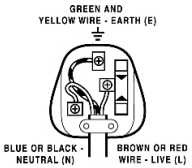 GREEN AND
YELLOW WIRE - EARTH (E)
BLUE OR BLACK -
NEUTRAL (N)
BROWN OR RED
WIRE - LIVE (L)